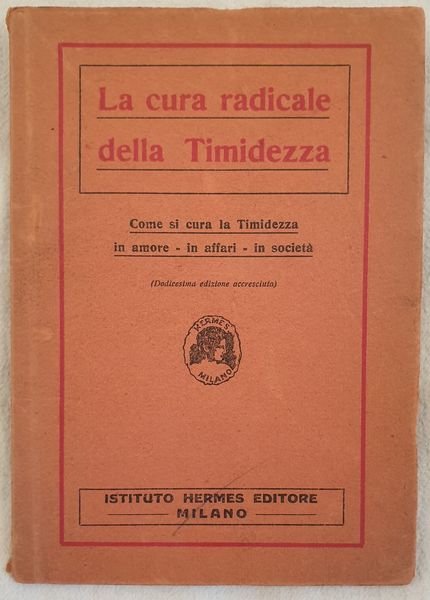 La cura radicale
della Timidezza
Come si cura la Timidezza
in amore - in affari - in società
(Dodicesima edizione accresciuta)
HERMES
MILANO
ISTITUTO HERMES EDITORE
MILANO